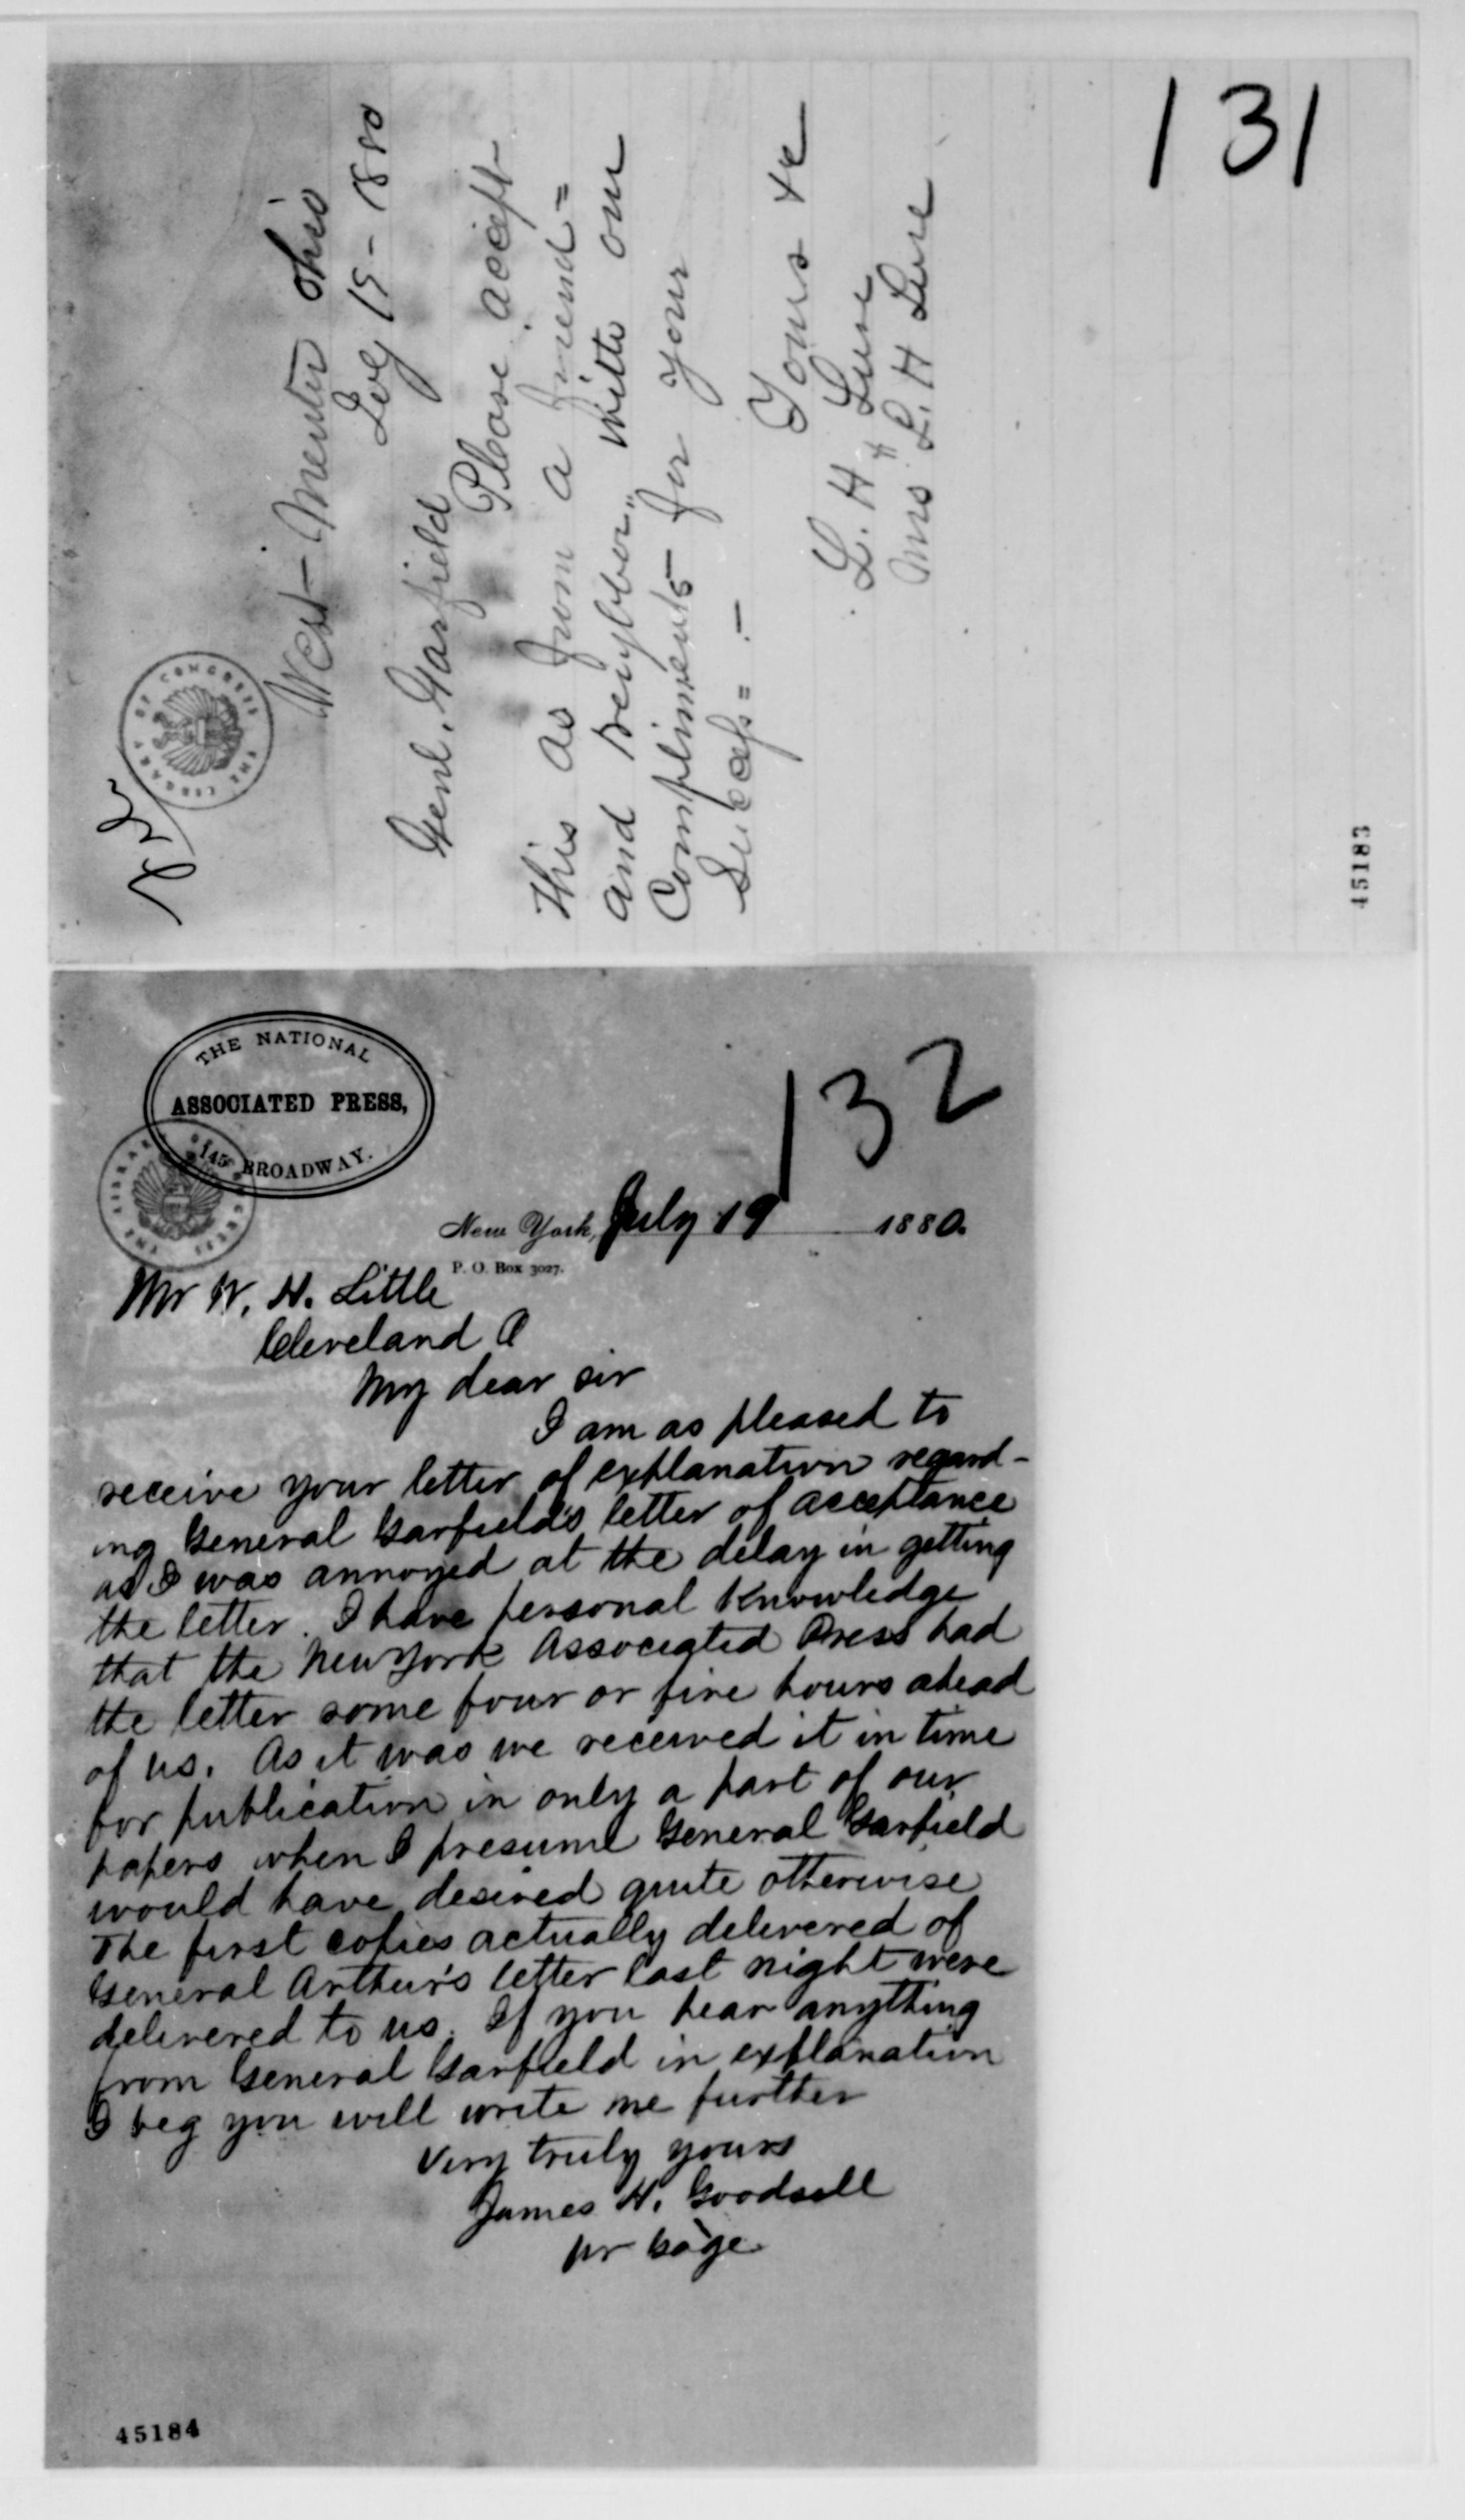 131
West Mentor Ohio
July 19 - 1880
Genl. Garfield
Please accept
this as from a friend =
and neighbor" with our
Compliments for your
Success = . —
Yours &c
L. H. Luse
&
Mrs L. H Luse
THE LIBRARY OF CONGRESS
45183
THE NATIONAL
ASSOCIATED PRESS,
145 BROADWAY.
132
New York, July 19 1880.
P. O. Box 3027.
Mr W. H. Little
Cleveland O
My dear sir
I am as pleased to
receive your letter of explanation regard-
ing General Garfield's letter of acceptance
as I was annoyed at the delay in getting
the letter. I have personal knowledge
that the New York Associated Press had
the letter some four or five hours ahead
of us. As it was we received it in time
for publication in only a part of our
papers when I presume General Garfield
would have desired quite otherwise
The first copies actually delivered of
General Arthur's letter last night were
delivered to us. If you hear anything
from General Garfield in explanation
I beg you will write me further
Very truly yours
James H. Goodsell
pr Gage
45184